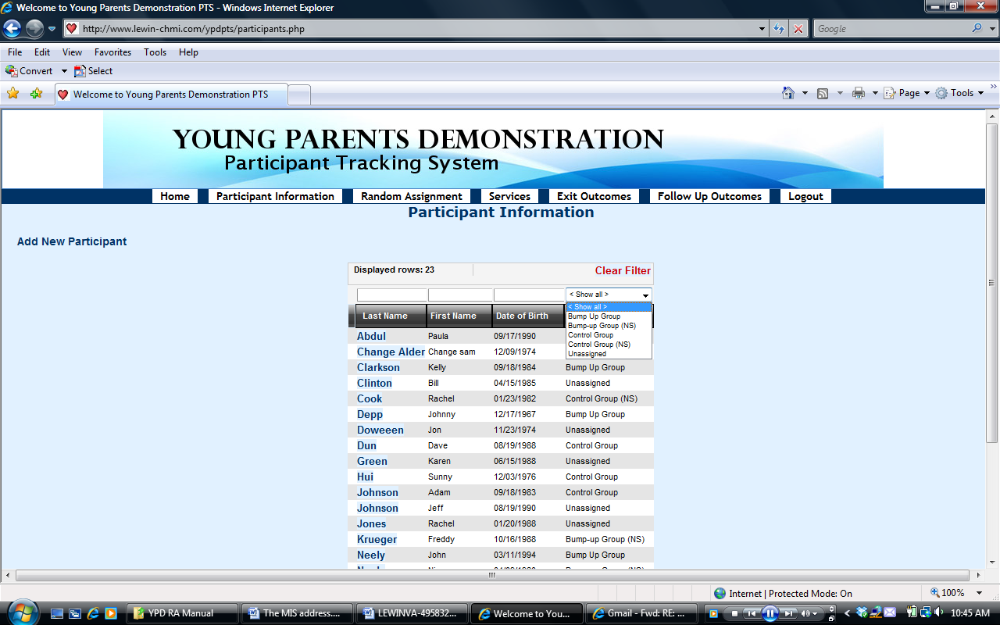 Welcome to Young Parents Demonstration PTS - Windows Internet Explorer
http://www.lewin-chmi.com/ypdpts/participants.php
Google
File Edit View Favorites Tools Help
Convert Select
Welcome to Young Parents Demonstration PTS
Page Tools
YOUNG PARENTS DEMONSTRATION
Participant Tracking System
Home Participant Information Random Assignment Services Exit Outcomes Follow Up Outcomes Logout
Participant Information
Add New Participant
Displayed rows: 23 Clear Filter
< Show all >
< Show all >
Bump Up Group
Bump-up Group (NS)
Control Group
Control Group (NS)
Unassigned
Last Name First Name Date of Birth
Abdul Paula 09/17/1990
Change Alder Change sam 12/09/1974
Clarkson Kelly 09/18/1984 Bump Up Group
Clinton Bill 04/15/1985 Unassigned
Cook Rachel 01/23/1982 Control Group (NS)
Depp Johnny 12/17/1967 Bump Up Group
Doweeen Jon 11/23/1974 Unassigned
Dun Dave 08/19/1988 Control Group
Green Karen 06/15/1988 Unassigned
Hui Sunny 12/03/1976 Control Group
Johnson Adam 09/18/1983 Control Group
Johnson Jeff 08/19/1990 Unassigned
Jones Rachel 01/20/1988 Unassigned
Krueger Freddy 10/16/1988 Bump-up Group (NS)
Neely John 03/11/1994 Bump Up Group
Internet | Protected Mode: On 100%
YPD RA Manual The MIS address.... LEWINVA-495832... Welcome to You... Gmail - Fwd: RE: ... 10:45 AM